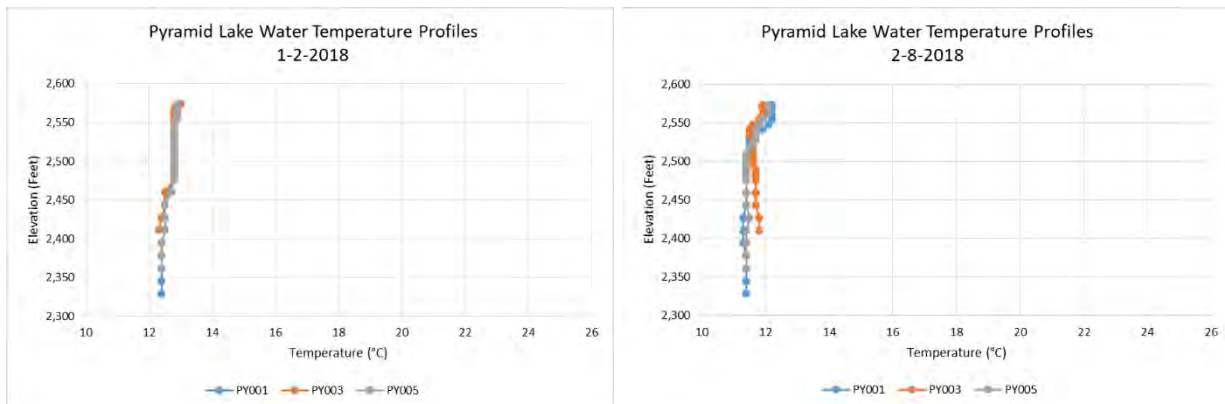 Pyramid Lake Water Temperature Profiles
1-2-2018
2,600
2,550
2,500
2,450
2,400
2,350
2,300
Elevation (Feet)
10 12 14 16 18 20 22 24 26
Temperature (°C)
PY001 PY003 PY005
Pyramid Lake Water Temperature Profiles
2-8-2018
2,600
2,550
2,500
2,450
2,400
2,350
2,300
Elevation (Feet)
10 12 14 16 18 20 22 24 26
Temperature (°C)
PY001 PY003 PY005